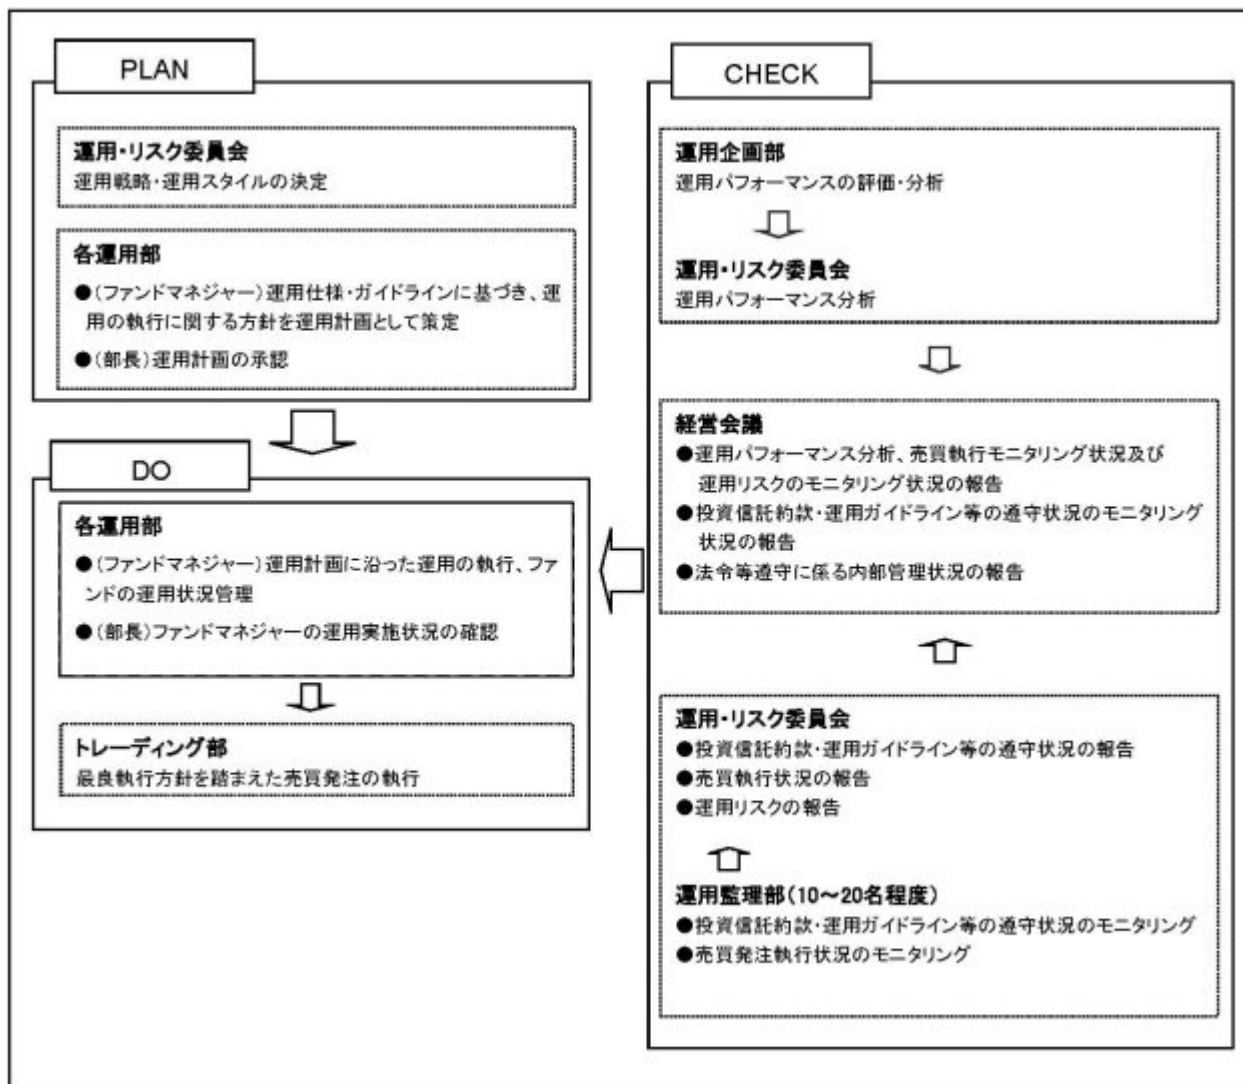 PLAN
運用・リスク委員会
運用戦略・運用スタイルの決定
各運用部
●(ファンドマネジャー)運用仕様・ガイドラインに基づき、運
用の執行に関する方針を運用計画として策定
●(部長)運用計画の承認
DO
各運用部
●(ファンドマネジャー)運用計画に沿った運用の執行、ファ
ンドの運用状況管理
●(部長)ファンドマネジャーの運用実施状況の確認
トレーディング部
最良執行方針を踏まえた売買発注の執行
CHECK
運用企画部
運用パフォーマンスの評価・分析
運用・リスク委員会
運用パフォーマンス分析
経営会議
●運用パフォーマンス分析、売買執行モニタリング状況及び
運用リスクのモニタリング状況の報告
●投資信託約款・運用ガイドライン等の遵守状況のモニタリング
状況の報告
●法令等遵守に係る内部管理状況の報告
運用・リスク委員会
●投資信託約款・運用ガイドライン等の遵守状況の報告
●売買執行状況の報告
●運用リスクの報告
運用監理部(10～20名程度)
●投資信託約款・運用ガイドライン等の遵守状況のモニタリング
●売買発注執行状況のモニタリング